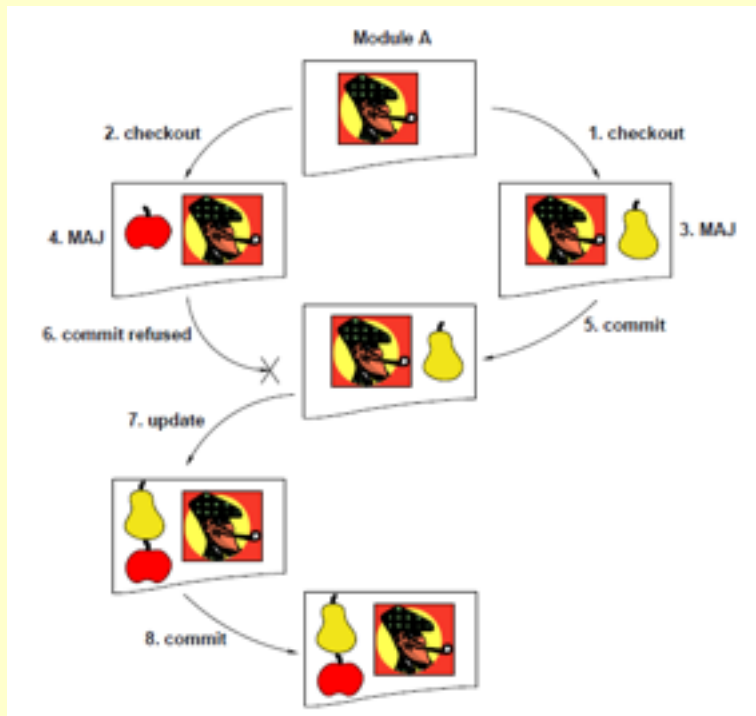 Module A
2. checkout
1. checkout
4. MAJ
3. MAJ
6. commit refused
5. commit
7. update
8. commit